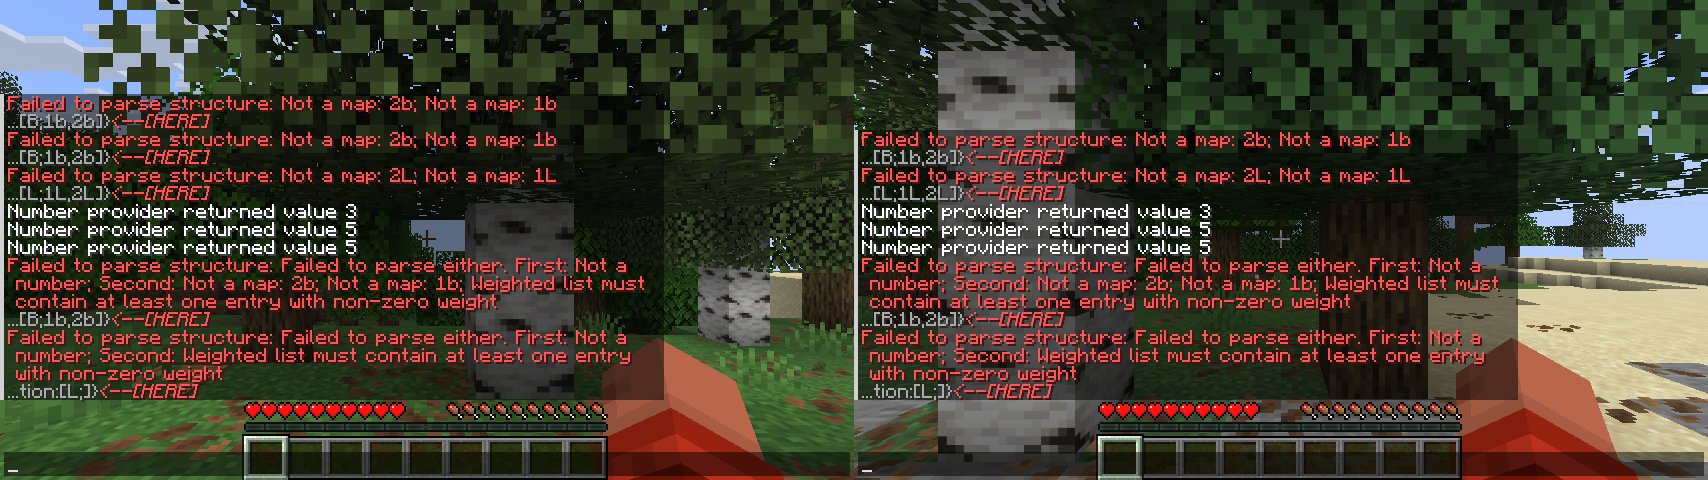 Failed to parse structure: Not a map: 2b; Not a map: 1b
...[B;1b,2b]}<--[HERE]
Failed to parse structure: Not a map: 2b; Not a map: 1b
...[B;1b,2b]}<--[HERE]
Failed to parse structure: Not a map: 2L; Not a map: 1L
...[L;1L,2L]}<--[HERE]
Number provider returned value 3
Number provider returned value 5
Number provider returned value 5
Failed to parse structure: Failed to parse either. First: Not a
number; Second: Not a map: 2b; Not a map: 1b; Weighted list must
contain at least one entry with non-zero weight
...[B;1b,2b]}<--[HERE]
Failed to parse structure: Failed to parse either. First: Not a
number; Second: Weighted list must contain at least one entry
with non-zero weight
...tion:[L;]}<--[HERE]
_
Failed to parse structure: Not a map: 2b; Not a map: 1b
...[B;1b,2b]}<--[HERE]
Failed to parse structure: Not a map: 2L; Not a map: 1L
...[L;1L,2L]}<--[HERE]
Number provider returned value 3
Number provider returned value 5
Number provider returned value 5
Failed to parse structure: Failed to parse either. First: Not a
number; Second: Not a map: 2b; Not a map: 1b; Weighted list must
contain at least one entry with non-zero weight
...[B;1b,2b]}<--[HERE]
Failed to parse structure: Failed to parse either. First: Not a
number; Second: Weighted list must contain at least one entry
with non-zero weight
...tion:[L;]}<--[HERE]
_